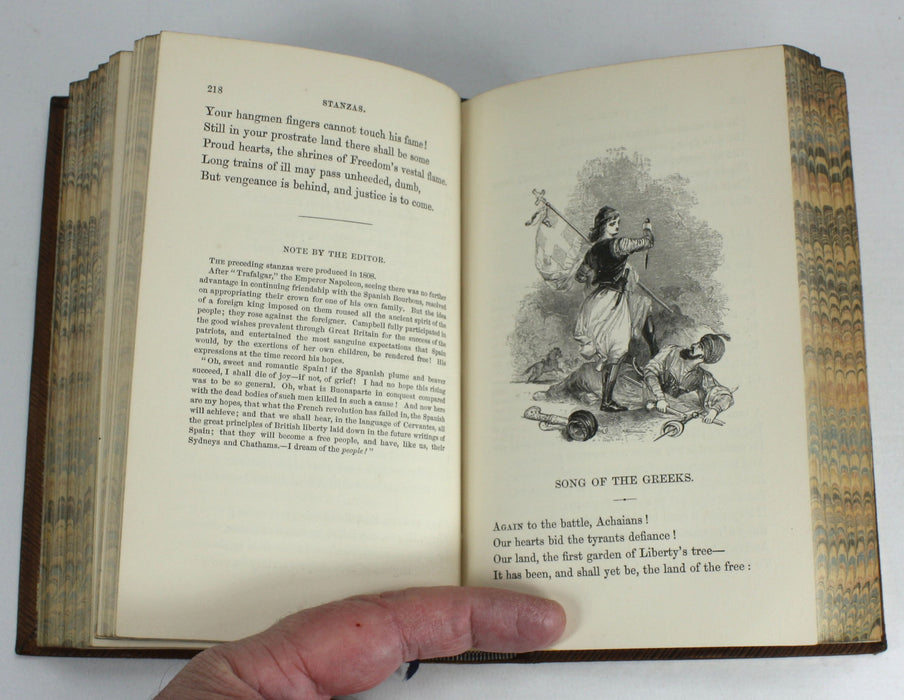 218
STANZAS.
Your hangmen fingers cannot touch his fame!
Still in your prostrate land there shall be some
Proud hearts, the shrines of Freedom's vestal flame.
Long trains of ill may pass unheeded, dumb,
But vengeance is behind, and justice is to come.
NOTE BY THE EDITOR.
THE preceding stanzas were produced in 1808.
After "Trafalgar," the Emperor Napoleon, seeing there was no further
advantage in continuing friendship with the Spanish Bourbons, resolved
on appropriating their crown for one of his own family. But the idea
of a foreign king imposed on them roused all the ancient spirit of the
people; they rose against the foreigner. Campbell fully participated in
the good wishes prevalent through Great Britain for the success of the
patriots, and entertained the most sanguine expectations that Spain
would, by the exertions of her own children, be rendered free! His
expressions at the time record his hopes.
"Oh, sweet and romantic Spain! if the Spanish plume and beaver
succeed, I shall die of joy—if not, of grief! I had no hope this rising
was to be so general. Oh, what is Buonaparte in conquest compared
with the dead bodies of such men killed in such a cause! And now here
are my hopes, that what the French revolution has failed in, the Spanish
will achieve; and that we shall hear, in the language of Cervantes, all
the great principles of British liberty laid down in the future writings of
Spain; that they will become a free people, and have, like us, their
Sydneys and Chathams.—I dream of the people!"
SONG OF THE GREEKS.
AGAIN to the battle, Achaians!
Our hearts bid the tyrants defiance!
Our land, the first garden of Liberty's tree—
It has been, and shall yet be, the land of the free: